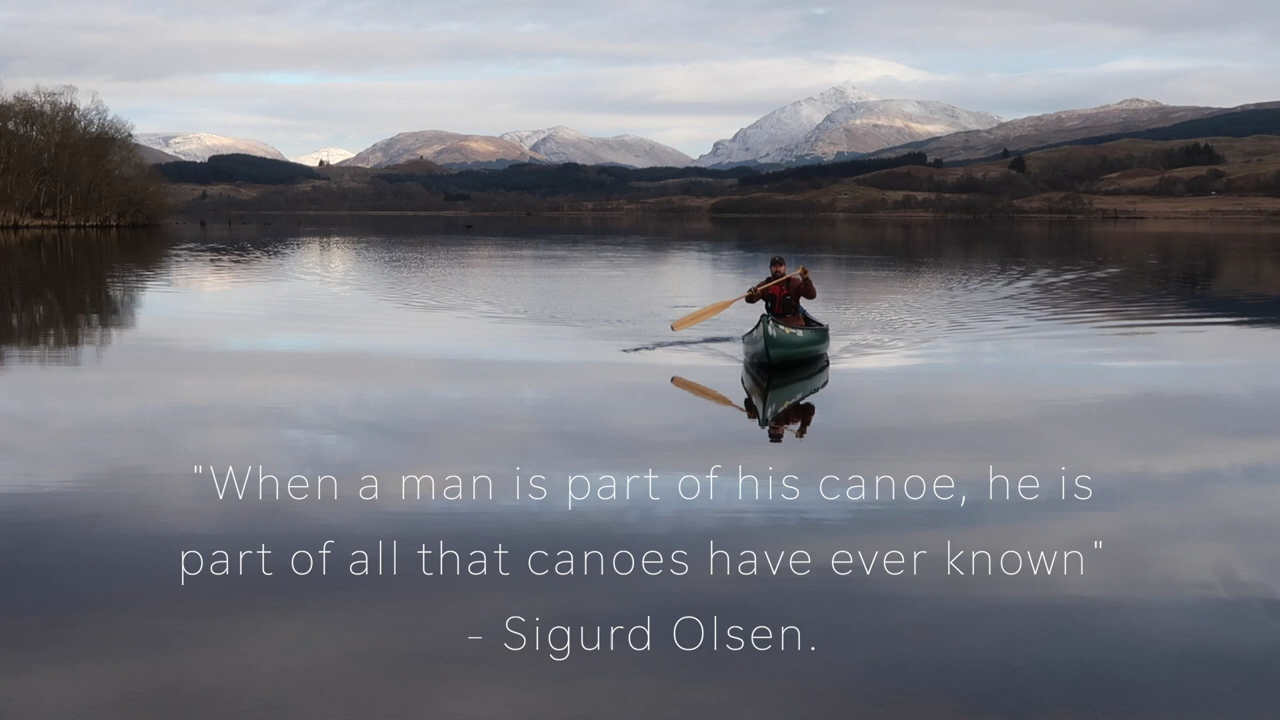 "When a man is part of his canoe, he is
part of all that canoes have ever known"
- Sigurd Olsen.